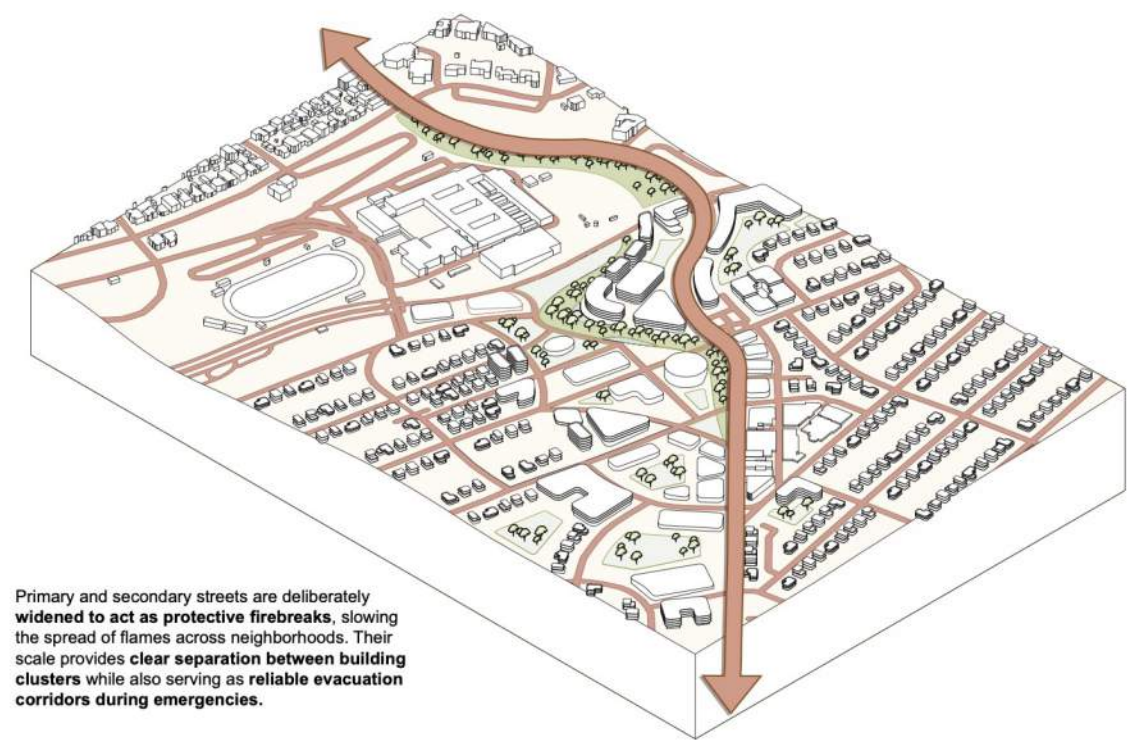 Primary and secondary streets are deliberately
widened to act as protective firebreaks, slowing
the spread of flames across neighborhoods. Their
scale provides clear separation between building
clusters while also serving as reliable evacuation
corridors during emergencies.